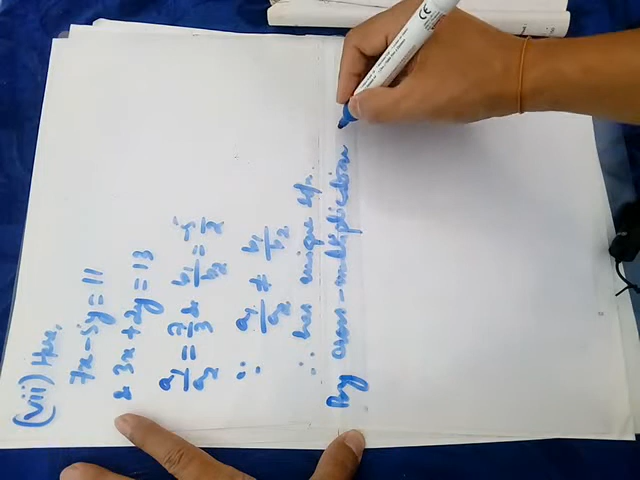 (vii) Here,
7x - 5y = 11
& 3x + 2y = 13
a₁/a₂ = 7/3 & b₁/b₂ = -5/2
∴ a₁/a₂ ≠ b₁/b₂
∴ has unique
By cross-multiplication